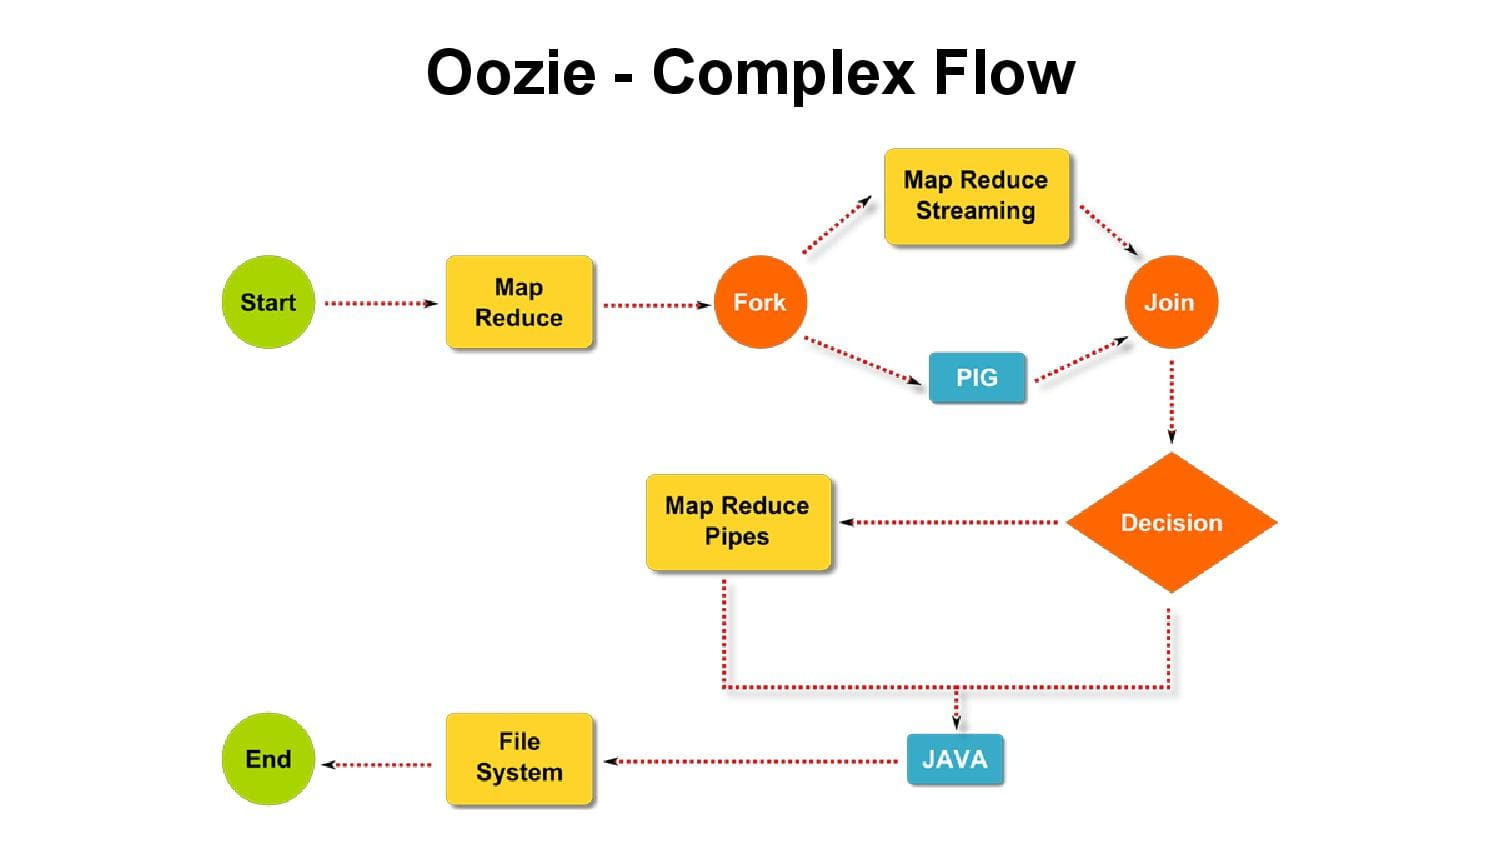 Oozie - Complex Flow
Map Reduce
Streaming
Start
Map
Reduce
Fork
Join
PIG
Map Reduce
Pipes
Decision
End
File
System
JAVA